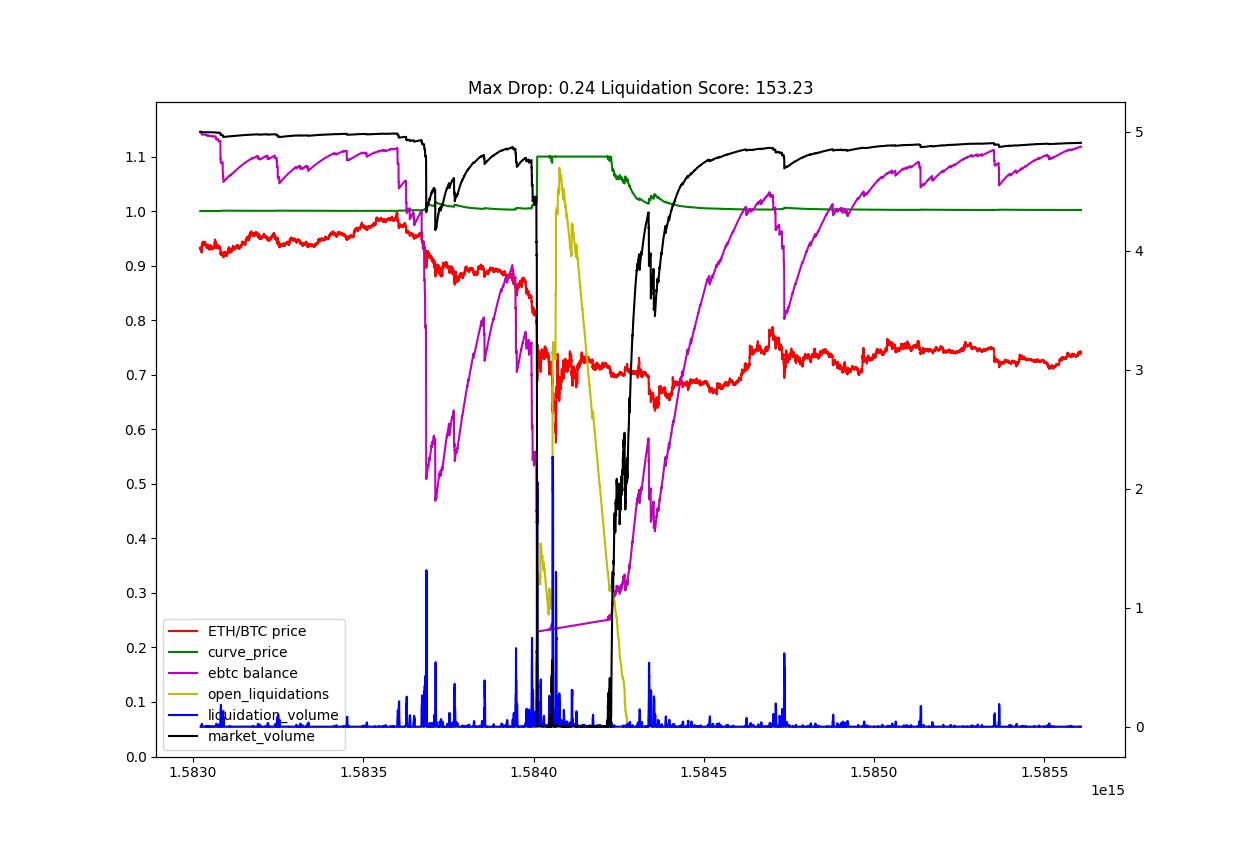 Max Drop: 0.24 Liquidation Score: 153.23
1.1
1.0
0.9
0.8
0.7
0.6
0.5
0.4
0.3
0.2
0.1
0.0
5
4
3
2
1
0
ETH/BTC price
curve_price
ebtc balance
open_liquidations
liquidation_volume
market_volume
1.5830 1.5835 1.5840 1.5845 1.5850 1.5855
1e15